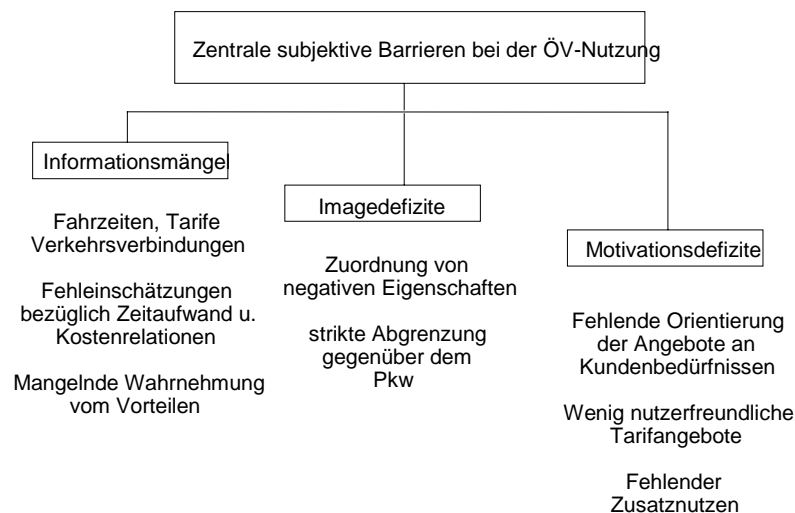 Zentrale subjektive Barrieren bei der ÖV-Nutzung
Informationsmängel
Fahrzeiten, Tarife
Verkehrsverbindungen
Fehleinschätzungen
bezüglich Zeitaufwand u.
Kostenrelationen
Mangelnde Wahrnehmung
vom Vorteilen
Imagedefizite
Zuordnung von
negativen Eigenschaften
strikte Abgrenzung
gegenüber dem
Pkw
Motivationsdefizite
Fehlende Orientierung
der Angebote an
Kundenbedürfnissen
Wenig nutzerfreundliche
Tarifangebote
Fehlender
Zusatznutzen